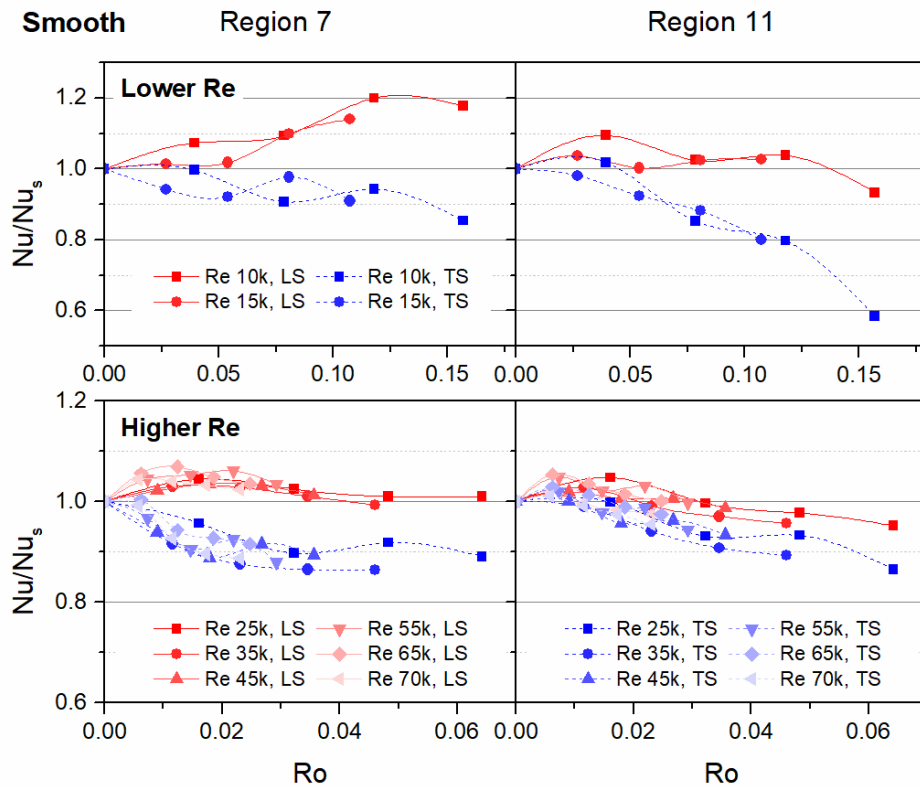 Smooth
Region 7
Region 11
Lower Re
Nu/Nuₛ
1.2
1.0
0.8
0.6
Re 10k, LS
Re 10k, TS
Re 15k, LS
Re 15k, TS
0.00
0.05
0.10
0.15
0.00
0.05
0.10
0.15
Higher Re
Nu/Nuₛ
1.2
1.0
0.8
0.6
Re 25k, LS
Re 55k, LS
Re 35k, LS
Re 65k, LS
Re 45k, LS
Re 70k, LS
Re 25k, TS
Re 55k, TS
Re 35k, TS
Re 65k, TS
Re 45k, TS
Re 70k, TS
0.00
0.02
0.04
0.06
0.00
0.02
0.04
0.06
Ro
Ro